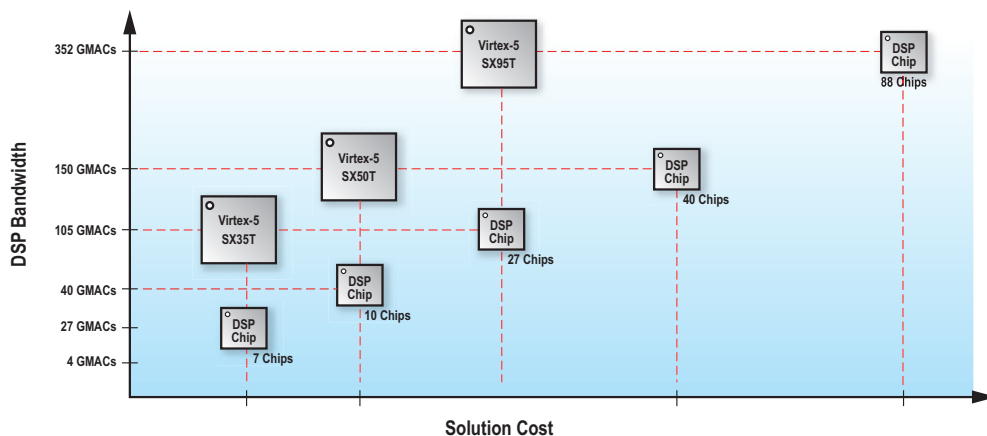 352 GMACs
Virtex-5
SX95T
DSP
Chip
88 Chips
Virtex-5
SX50T
150 GMACs
DSP
Chip
40 Chips
Virtex-5
SX35T
105 GMACs
DSP
Chip
27 Chips
40 GMACs
DSP
Chip
10 Chips
27 GMACs
DSP
Chip
7 Chips
4 GMACs
DSP Bandwidth
Solution Cost